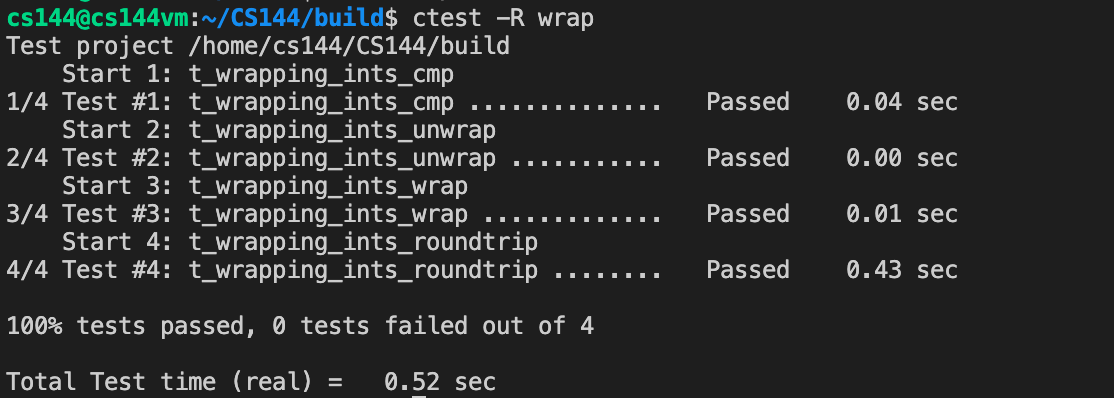 cs144@cs144vm:~/CS144/build$ ctest -R wrap
Test project /home/cs144/CS144/build
    Start 1: t_wrapping_ints_cmp
1/4 Test #1: t_wrapping_ints_cmp ..............   Passed    0.04 sec
    Start 2: t_wrapping_ints_unwrap
2/4 Test #2: t_wrapping_ints_unwrap ...........   Passed    0.00 sec
    Start 3: t_wrapping_ints_wrap
3/4 Test #3: t_wrapping_ints_wrap .............   Passed    0.01 sec
    Start 4: t_wrapping_ints_roundtrip
4/4 Test #4: t_wrapping_ints_roundtrip ........   Passed    0.43 sec

100% tests passed, 0 tests failed out of 4

Total Test time (real) =   0.52 sec